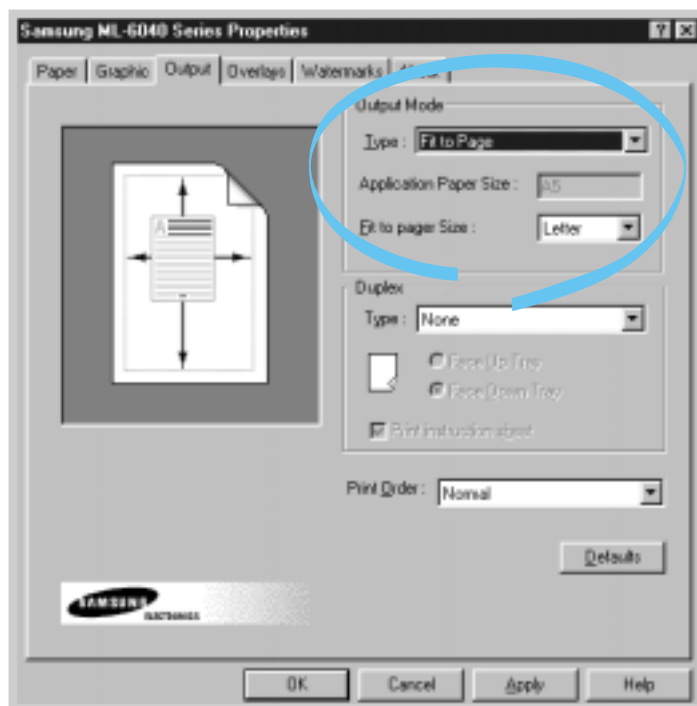 Samsung ML-6040 Series Properties
Paper Graphic Output Overlays Watermarks
Output Mode
Type : Fit to Page
Application Paper Size : A5
Fit to pager Size : Letter
Duplex
Type : None
Face Up Tray
Face Down Tray
Print instruction sheet
Print Order : Normal
Defaults
SAMSUNG
ELECTRONICS
OK Cancel Apply Help